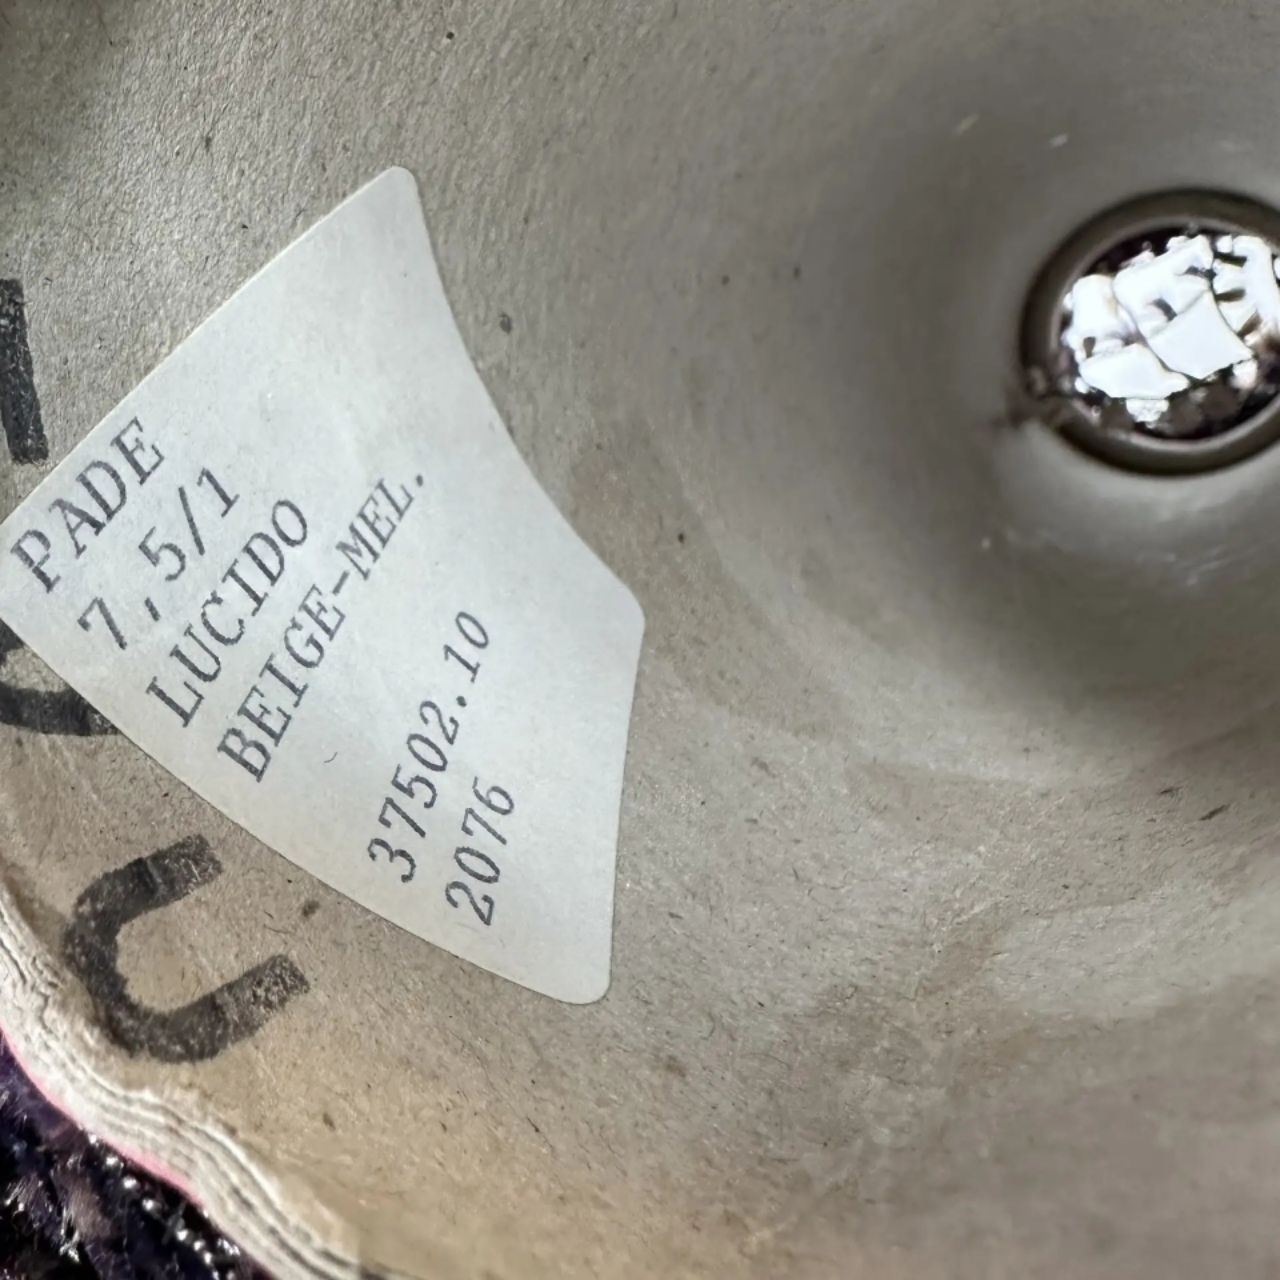 PADE
7,5/1
LUCIDO
BEIGE-MEL.
37502.10
2076